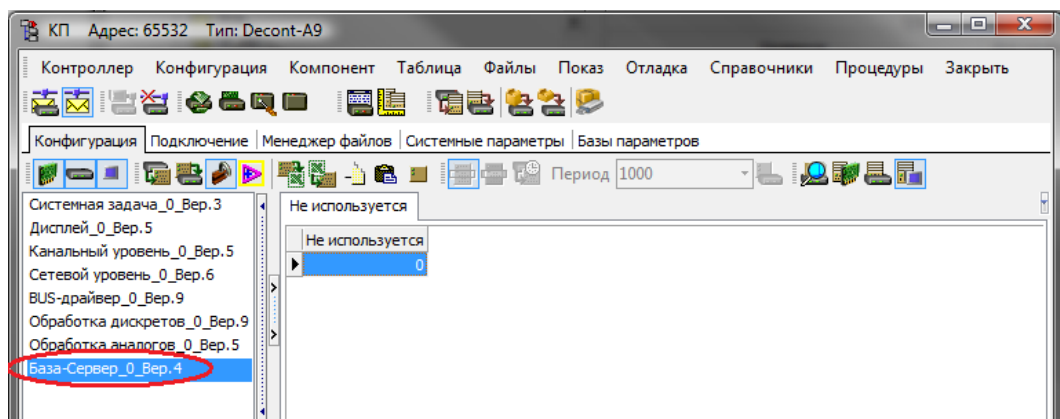 КП Адрес: 65532 Тип: Decont-A9
Контроллер Конфигурация Компонент Таблица Файлы Показ Отладка Справочники Процедуры Закрыть
Конфигурация Подключение Менеджер файлов Системные параметры Базы параметров
Период 1000
Системная задача_0_Вер.3
Дисплей_0_Вер.5
Канальный уровень_0_Вер.5
Сетевой уровень_0_Вер.6
BUS-драйвер_0_Вер.9
Обработка дискретов_0_Вер.9
Обработка аналогов_0_Вер.5
База-Сервер_0_Вер.4
Не используется
Не используется
0